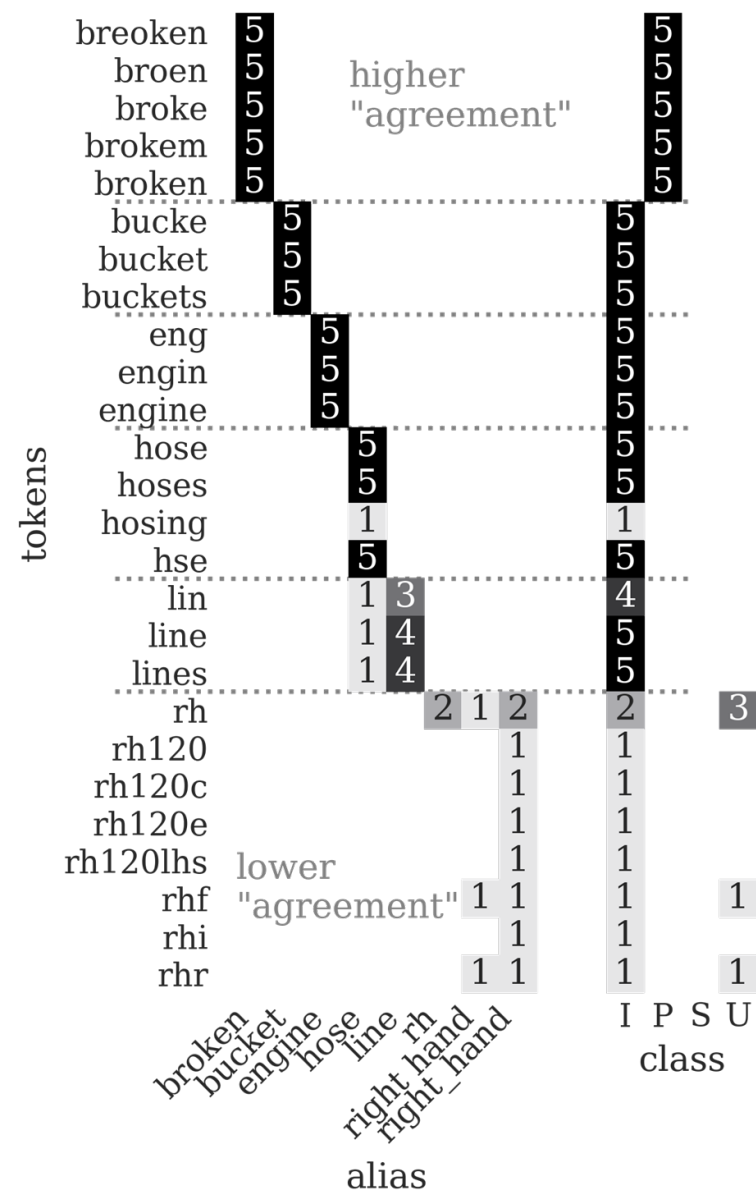 breoken 5 5
broen 5 higher 5
broke 5 "agreement" 5
brokem 5 5
broken 5 5
bucke 5 5
bucket 5 5
buckets 5 5
eng 5 5
engin 5 5
engine 5 5
hose 5 5
hoses 5 5
hosing 1 1
hse 5 5
lin 1 3 4
line 1 4 5
lines 1 4 5
rh 2 1 2 2 3
rh120 1 1
rh120c 1 1
rh120e 1 1
rh120lhs lower 1 1
rhf "agreement" 1 1 1 1
rhi 1 1
rhr 1 1 1 1
tokens
broken
bucket
engine
hose
line
rh
right hand
right_hand
alias
I P S U
class